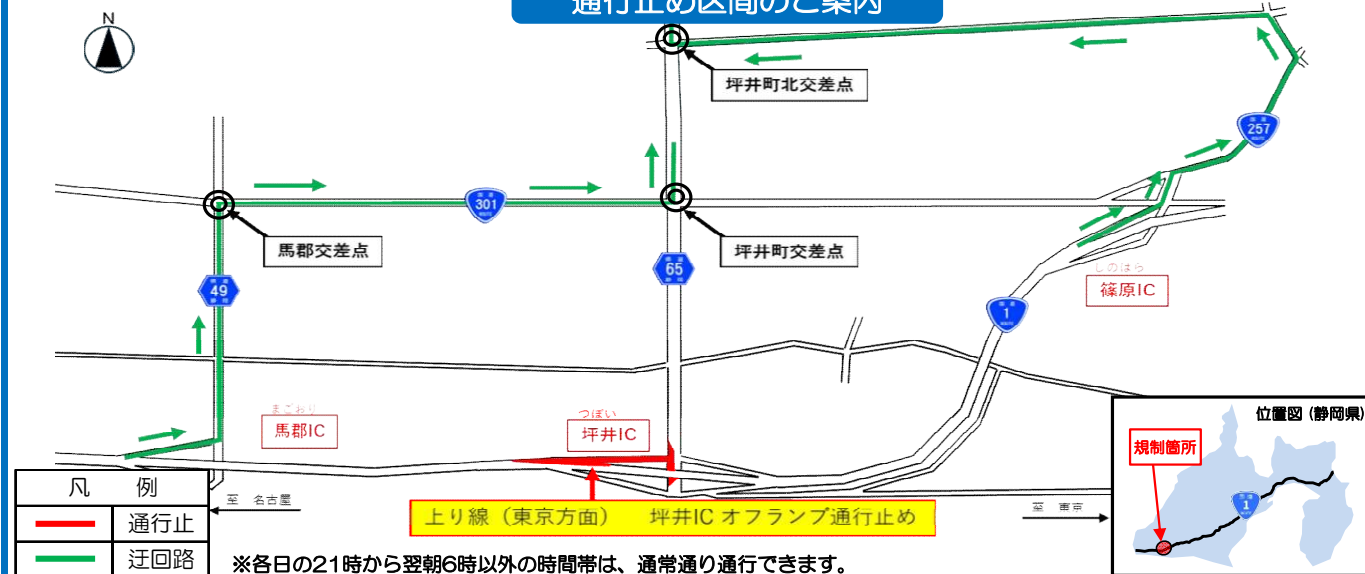 通行止め区間のご案内
N
坪井町北交差点
257
301
馬郡交差点
坪井町交差点
49
65
しのはら
篠原IC
1
まごおり
馬郡IC
つぼい
坪井IC
位置図 (静岡県)
規制箇所
1
凡 例
通行止
迂回路
至 名古屋
上り線（東京方面） 坪井IC オフランプ通行止め
至 東京
※各日の21時から翌朝6時以外の時間帯は、通常通り通行できます。